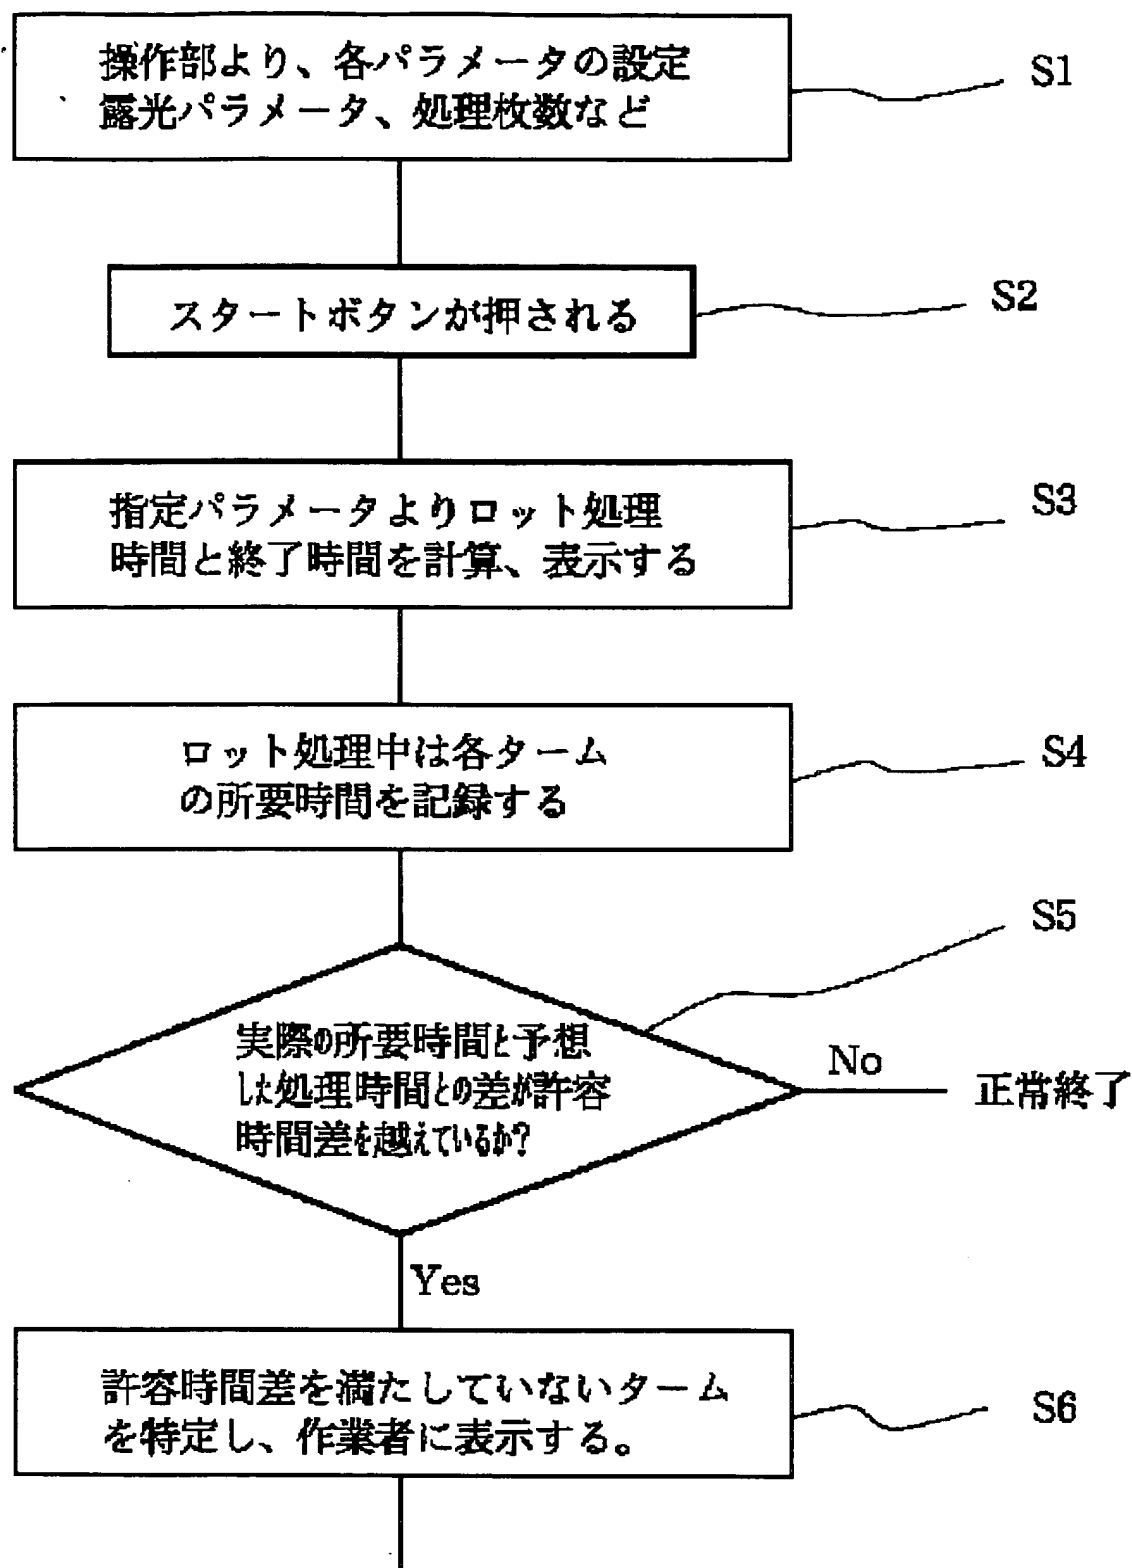 操作部より、各パラメータの設定
露光パラメータ、処理枚数など
S1
スタートボタンが押される
S2
指定パラメータよりロット処理
時間と終了時間を計算、表示する
S3
ロット処理中は各ターム
の所要時間を記録する
S4
S5
実際の所要時間と予想
した処理時間との差が許容
時間差を越えているか?
No
正常終了
Yes
許容時間差を満たしていないターム
を特定し、作業者に表示する。
S6